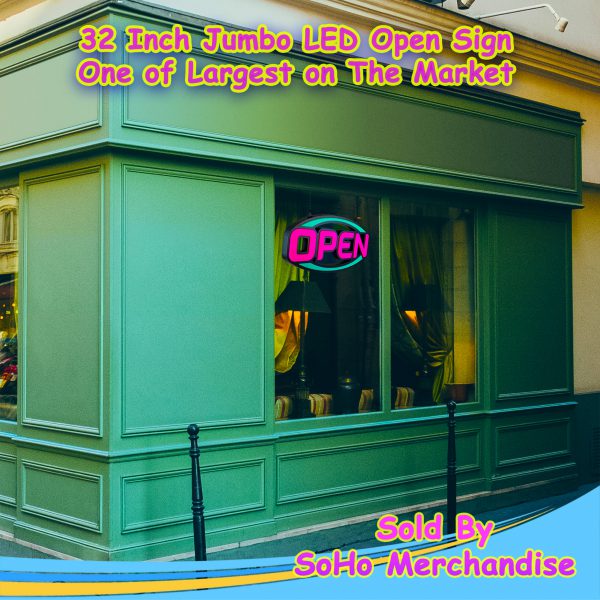 32 Inch Jumbo LED Open Sign
One of Largest on The Market
OPEN
Sold By
SoHo Merchandise